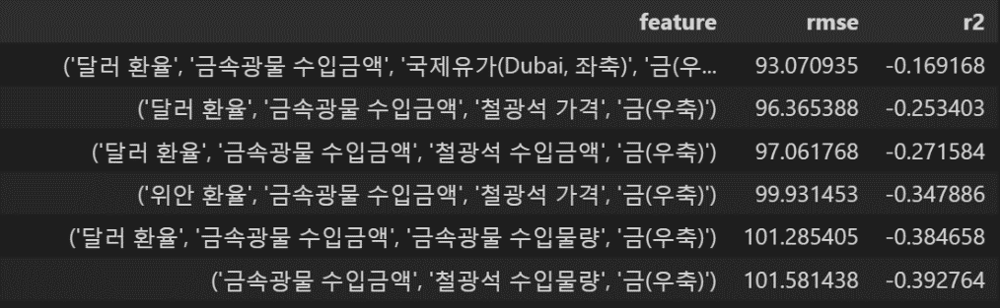 feature rmse r2
('달러 환율', '금속광물 수입금액', '국제유가(Dubai, 좌축)', '금(우... 93.070935 -0.169168
('달러 환율', '금속광물 수입금액', '철광석 가격', '금(우축)') 96.365388 -0.253403
('달러 환율', '금속광물 수입금액', '철광석 수입금액', '금(우축)') 97.061768 -0.271584
('위안 환율', '금속광물 수입금액', '철광석 가격', '금(우축)') 99.931453 -0.347886
('달러 환율', '금속광물 수입금액', '금속광물 수입물량', '금(우축)') 101.285405 -0.384658
('금속광물 수입금액', '철광석 수입물량', '금(우축)') 101.581438 -0.392764